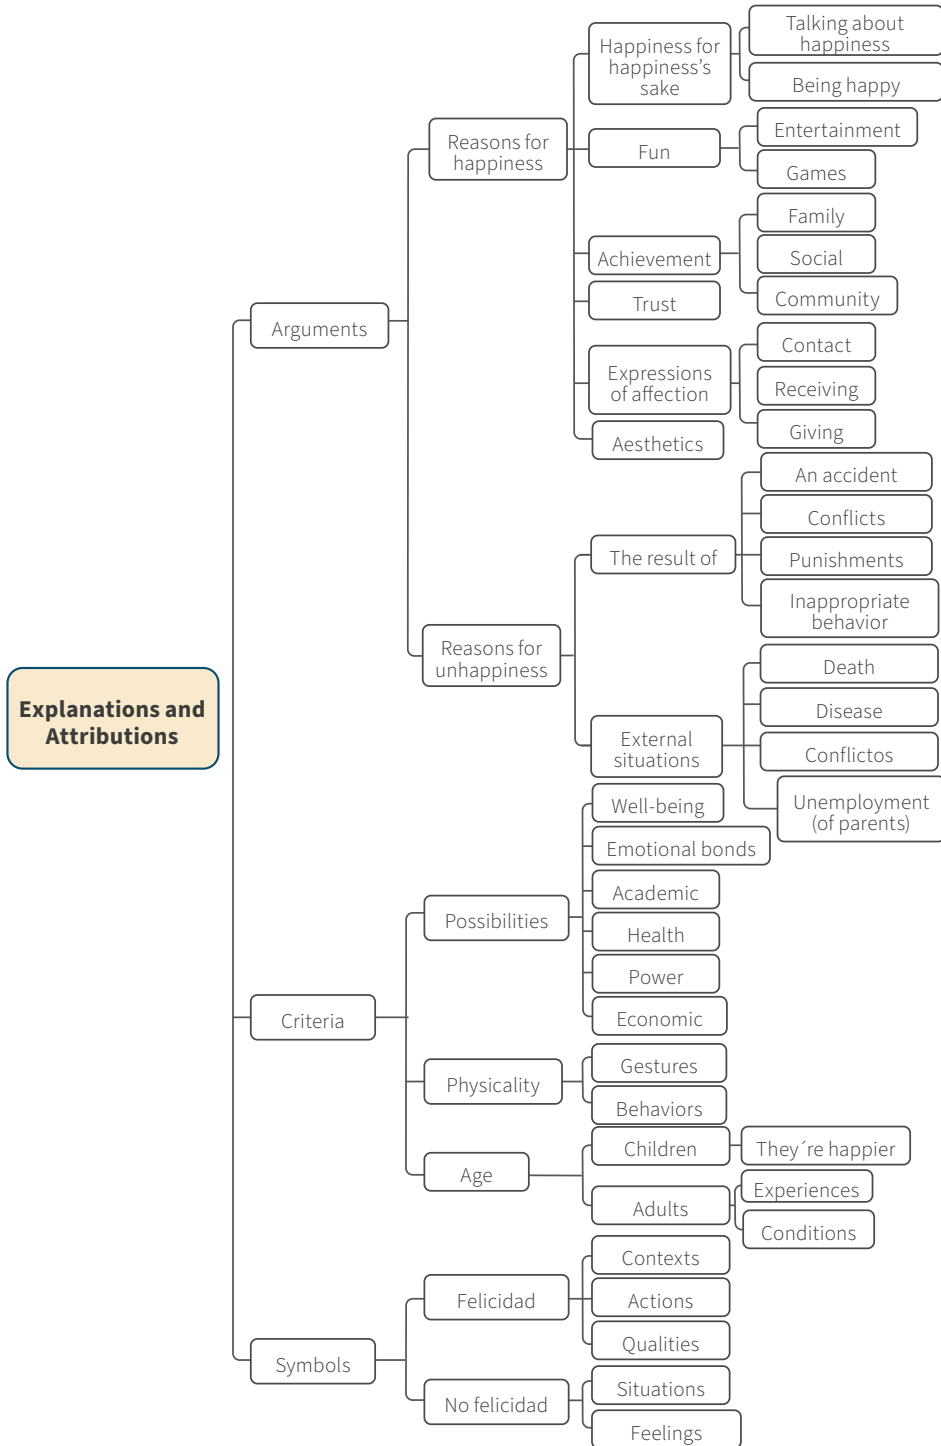 Explanations and
Attributions
Arguments
Reasons for
happiness
Happiness for
happiness's
sake
Talking about
happiness
Being happy
Fun
Entertainment
Games
Achievement
Family
Social
Community
Trust
Expressions
of affection
Contact
Receiving
Giving
Aesthetics
Reasons for
unhappiness
The result of
An accident
Conflicts
Punishments
Inappropriate
behavior
External
situations
Death
Disease
Conflictos
Unemployment
(of parents)
Criteria
Possibilities
Well-being
Emotional bonds
Academic
Health
Power
Economic
Physicality
Gestures
Behaviors
Age
Children
They´re happier
Adults
Experiences
Conditions
Symbols
Felicidad
Contexts
Actions
Qualities
No felicidad
Situations
Feelings